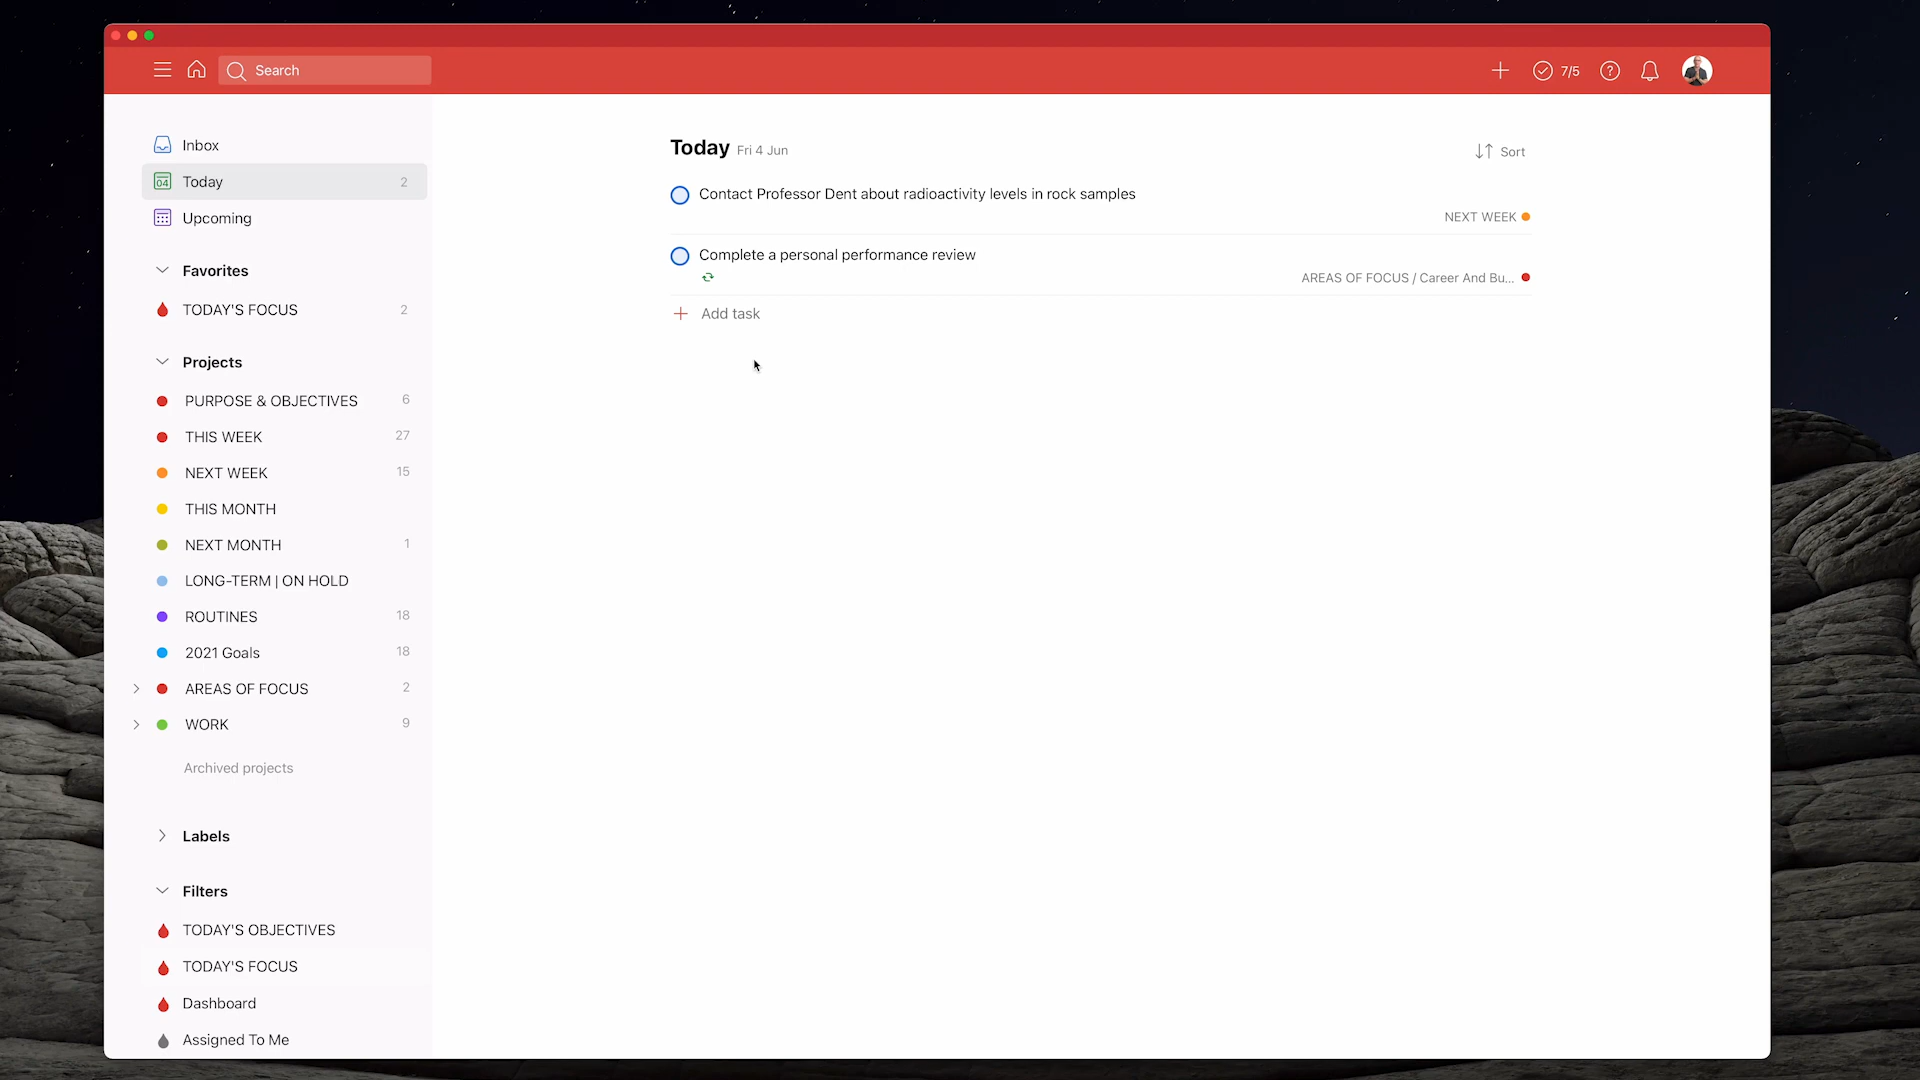 Search
7/5
Inbox
04
Today 2
Upcoming
Favorites
TODAY'S FOCUS 2
Projects
PURPOSE & OBJECTIVES 6
THIS WEEK 27
NEXT WEEK 15
THIS MONTH
NEXT MONTH 1
LONG-TERM | ON HOLD
ROUTINES 18
2021 Goals 18
AREAS OF FOCUS 2
WORK 9
Archived projects
Labels
Filters
TODAY'S OBJECTIVES
TODAY'S FOCUS
Dashboard
Assigned To Me
Today Fri 4 Jun
Sort
Contact Professor Dent about radioactivity levels in rock samples
NEXT WEEK
Complete a personal performance review
AREAS OF FOCUS / Career And Bu...
Add task